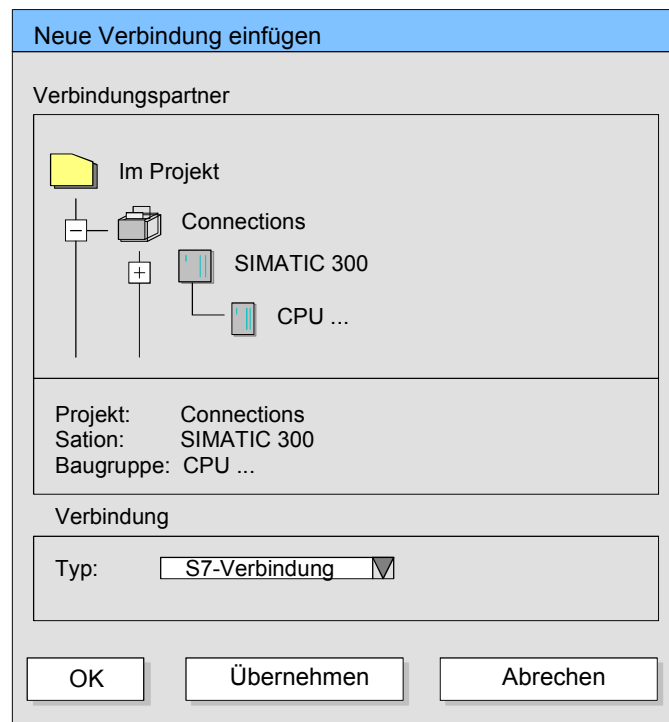 Neue Verbindung einfügen
Verbindungspartner
Im Projekt
Connections
SIMATIC 300
CPU ...
Projekt: Connections
Sation: SIMATIC 300
Baugruppe: CPU ...
Verbindung
Typ: S7-Verbindung
OK Übernehmen Abrechen